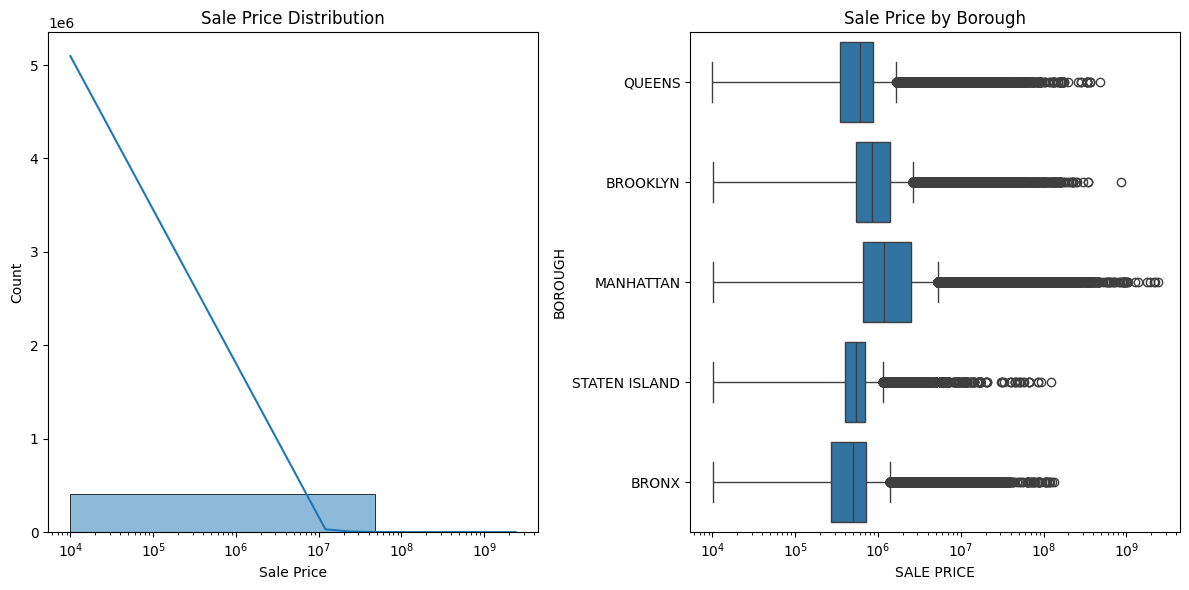 Sale Price Distribution
1e6
5
4
3
2
1
0
Count
10^4
10^5
10^6
10^7
10^8
10^9
Sale Price
Sale Price by Borough
QUEENS
BROOKLYN
MANHATTAN
STATEN ISLAND
BRONX
BOROUGH
10^4
10^5
10^6
10^7
10^8
10^9
SALE PRICE